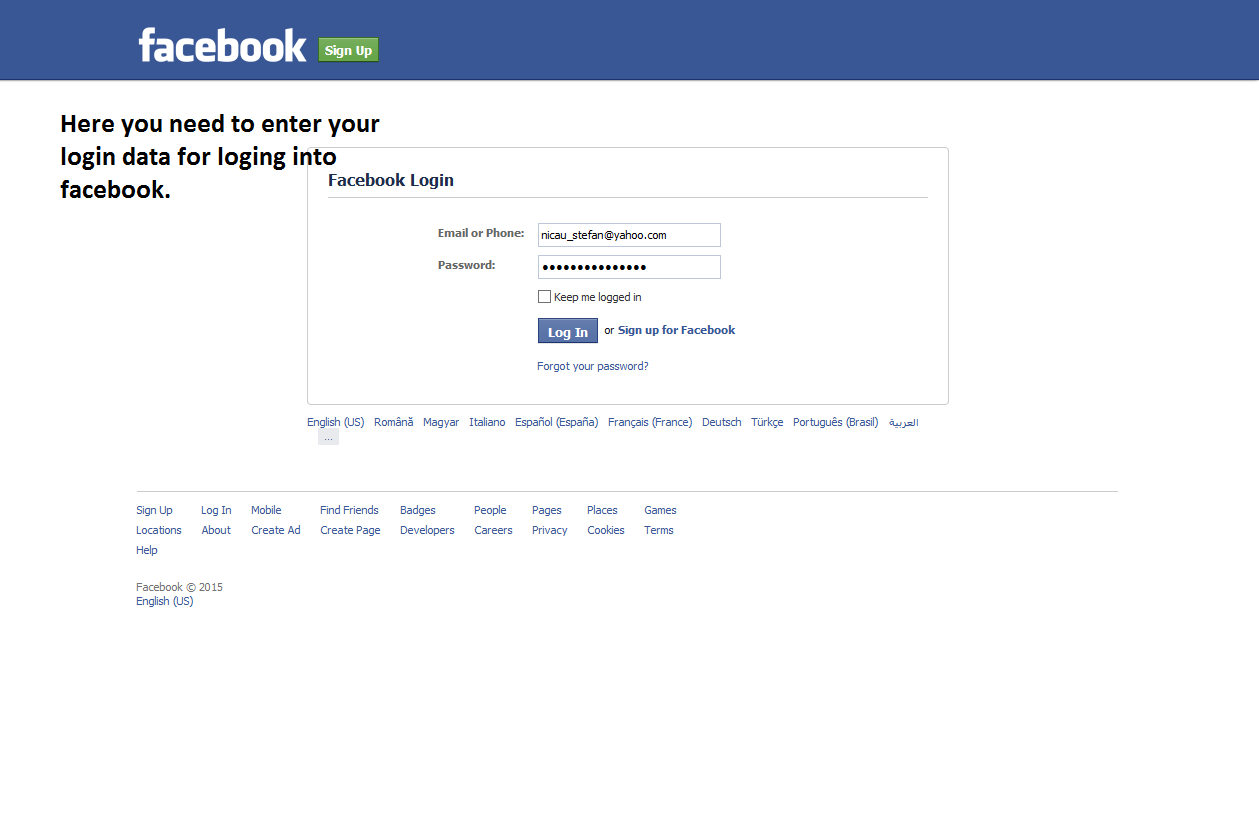 facebook Sign Up
Here you need to enter your
login data for loging into
facebook.
Facebook Login
Email or Phone: nicau_stefan@yahoo.com
Password: •••••••••••••••
Keep me logged in
Log In or Sign up for Facebook
Forgot your password?
English (US) Română Magyar Italiano Español (España) Français (France) Deutsch Türkçe Português (Brasil) العربية
...
Sign Up Log In Mobile Find Friends Badges People Pages Places Games
Locations About Create Ad Create Page Developers Careers Privacy Cookies Terms
Help
Facebook © 2015
English (US)